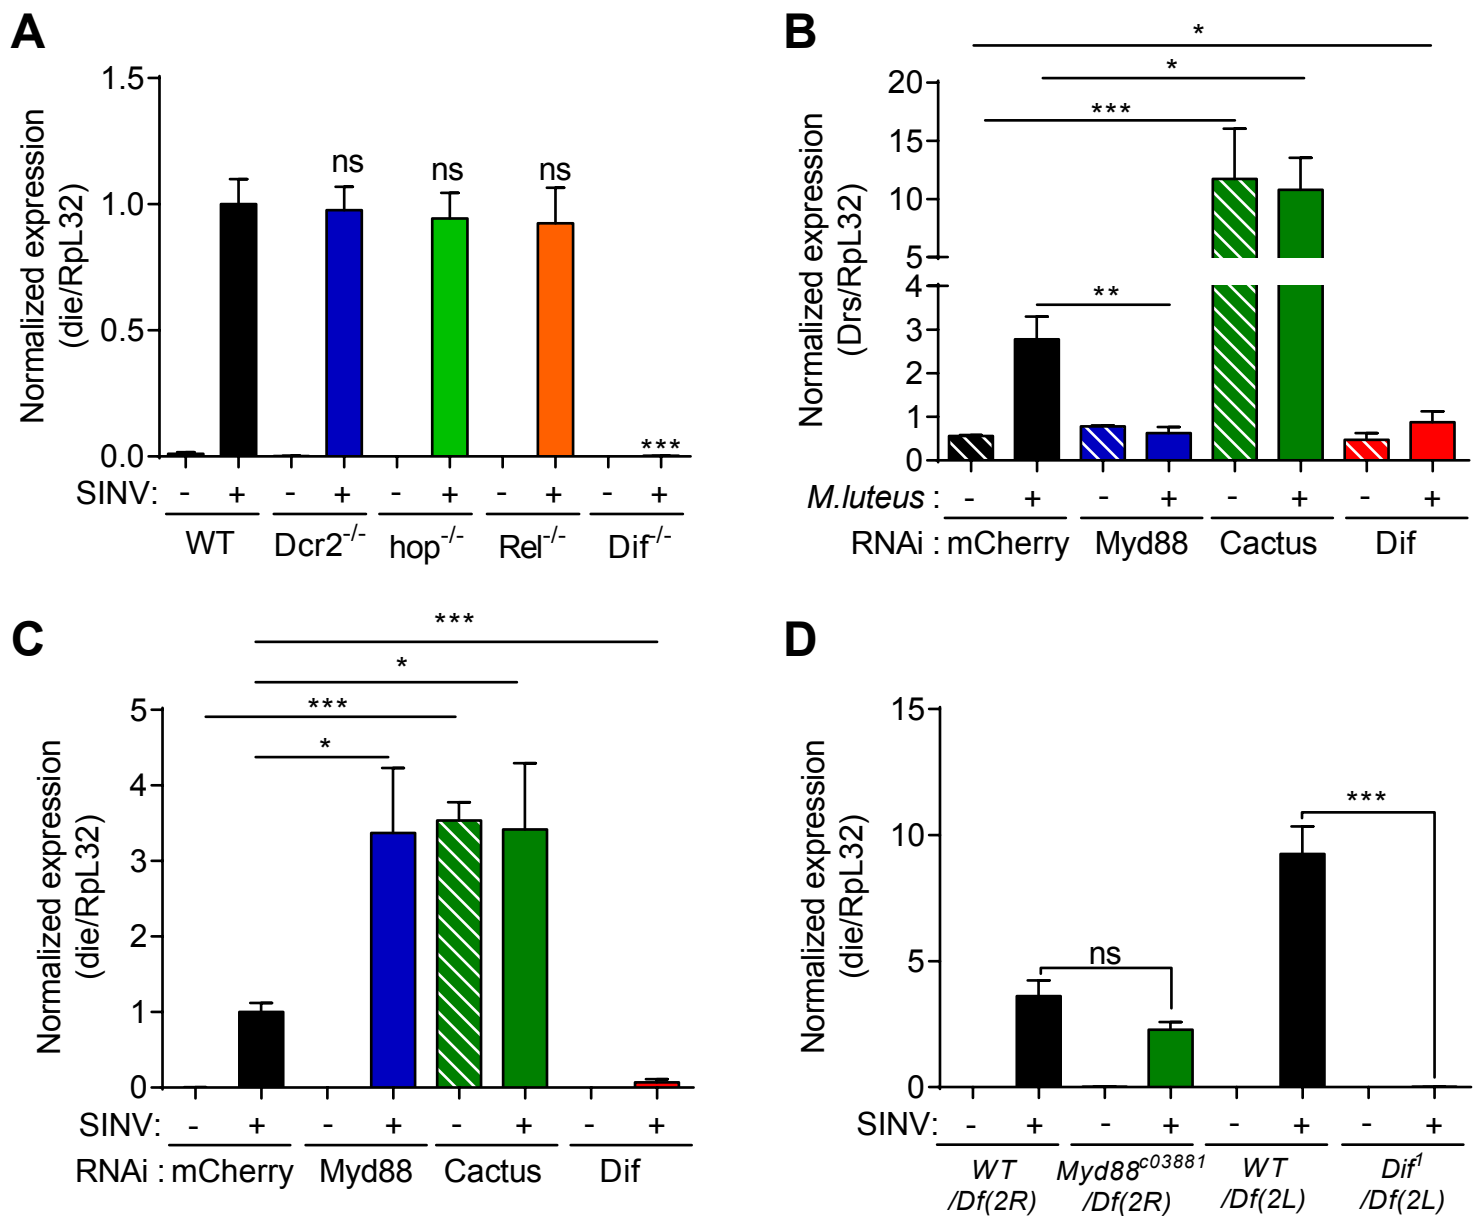 A
Normalized expression
(die/RpL32)
1.5
1.0
0.5
0.0
ns
ns
ns
***
SINV: - + - + - + - + - +
WT Dcr2-/- hop-/- Rel-/- Dif-/-
B
Normalized expression
(Drs/RpL32)
20
15
10
5
4
3
2
1
0
*
*
***
**
M.luteus : - + - + - + - +
RNAi : mCherry Myd88 Cactus Dif
C
Normalized expression
(die/RpL32)
5
4
3
2
1
0
***
*
***
*
SINV: - + - + - + - +
RNAi : mCherry Myd88 Cactus Dif
D
Normalized expression
(die/RpL32)
15
10
5
0
ns
***
SINV: - + - + - + - +
WT Myd88c03881 WT Dif1
/Df(2R) /Df(2R) /Df(2L) /Df(2L)